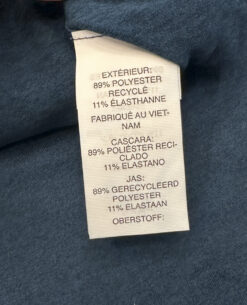 EXTÉRIEUR:
89% POLYESTER
RECYCLÉ
11% ÉLASTHANNE
FABRIQUÉ AU VIET-
NAM
CASCARA:
89% POLIÉSTER RECI-
CLADO
11% ELASTANO
JAS:
89% GERECYCLEERD
POLYESTER
11% ELASTAAN
OBERSTOFF: